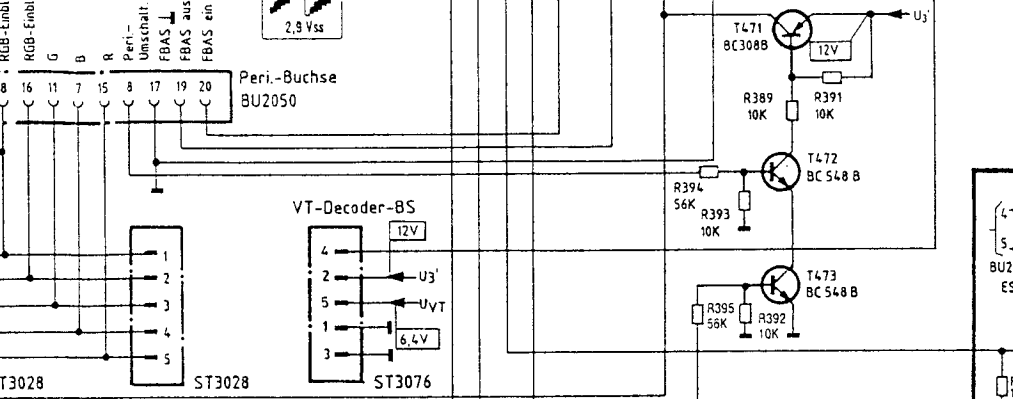 RGB-Einbl
RGB-Einbl
G
B
R
Peri-
Umschalt.
FBAS
FBAS aus
FBAS ein
2,9 Vss
8 16 11 7 15 8 17 19 20
Peri.-Buchse
BU2050
T471
BC308B
12V
U3'
R389
10K
R391
10K
T472
BC 548 B
R394
56K
R393
10K
T473
BC 548 B
R395
56K
R392
10K
VT-Decoder-BS
12V
4
2
U3'
5
UVT
1
6,4V
3
ST3076
1
2
3
4
5
T3028
ST3028
4
5
BU2
ES